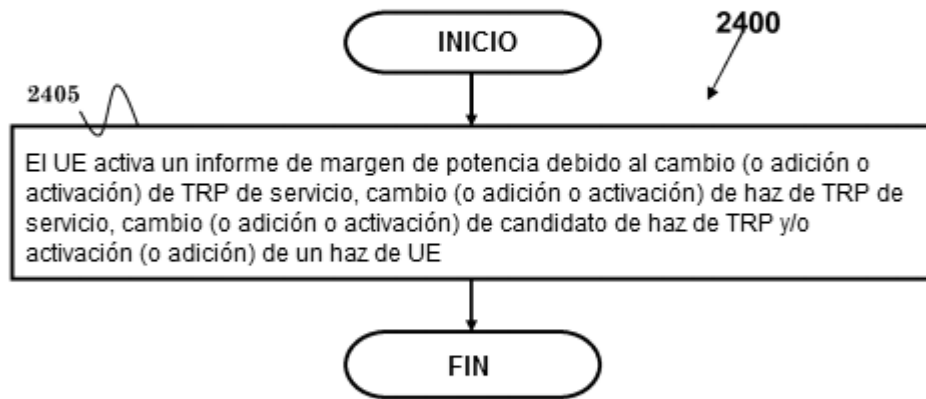 INICIO
2400
2405
El UE activa un informe de margen de potencia debido al cambio (o adición o
activación) de TRP de servicio, cambio (o adición o activación) de haz de TRP de
servicio, cambio (o adición o activación) de candidato de haz de TRP y/o
activación (o adición) de un haz de UE
FIN